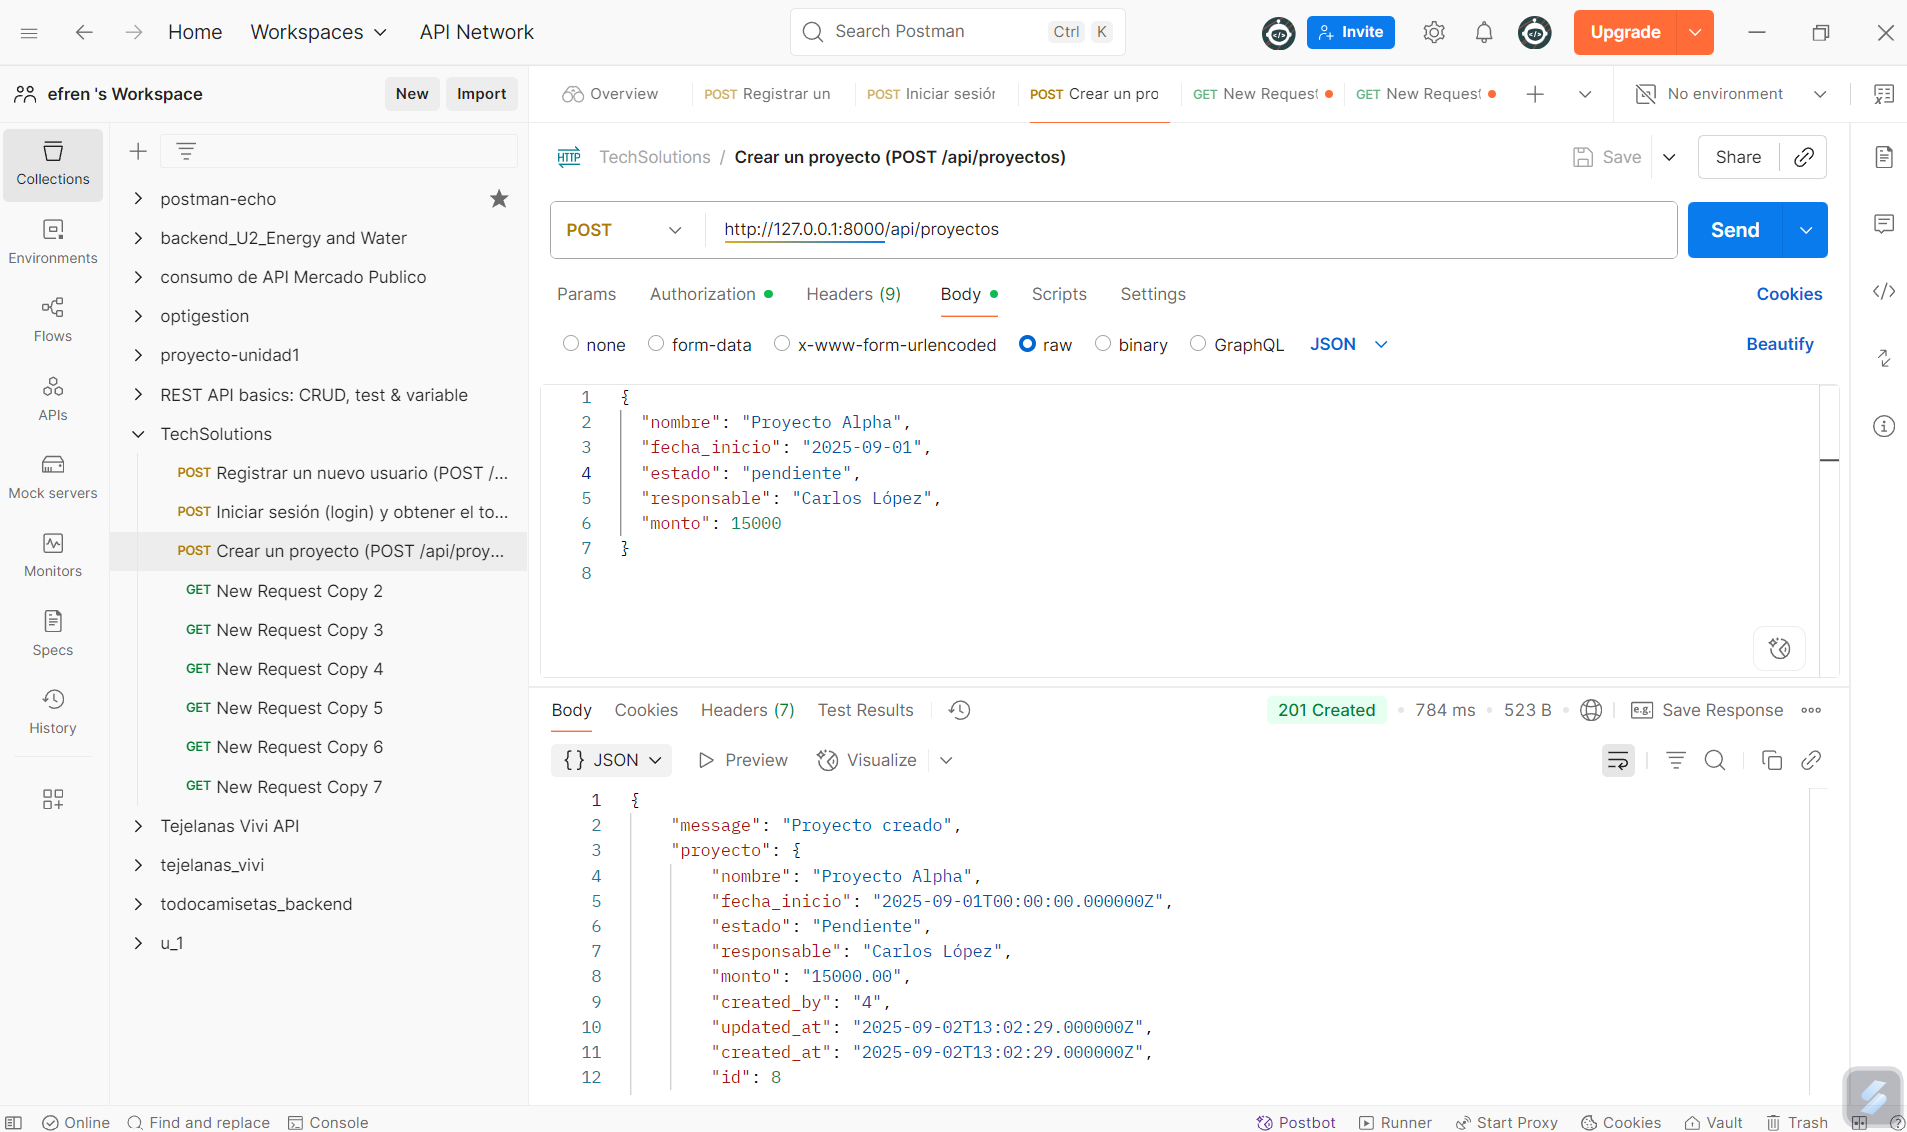 Home Workspaces API Network Search Postman Ctrl K Invite Upgrade
efren 's Workspace New Import Overview POST Registrar un POST Iniciar sesiór POST Crear un pro GET New Request GET New Request No environment
Collections
Environments
Flows
APIs
Mock servers
Monitors
Specs
History
postman-echo
backend_U2_Energy and Water
consumo de API Mercado Publico
optigestion
proyecto-unidad1
REST API basics: CRUD, test & variable
TechSolutions
POST Registrar un nuevo usuario (POST /...
POST Iniciar sesión (login) y obtener el to...
POST Crear un proyecto (POST /api/proy...
GET New Request Copy 2
GET New Request Copy 3
GET New Request Copy 4
GET New Request Copy 5
GET New Request Copy 6
GET New Request Copy 7
Tejelanas Vivi API
tejelanas_vivi
todocamisetas_backend
u_1
HTTP TechSolutions / Crear un proyecto (POST /api/proyectos) Save Share
POST http://127.0.0.1:8000/api/proyectos Send
Params Authorization Headers (9) Body Scripts Settings Cookies
none form-data x-www-form-urlencoded raw binary GraphQL JSON Beautify
1 {
2 "nombre": "Proyecto Alpha",
3 "fecha_inicio": "2025-09-01",
4 "estado": "pendiente",
5 "responsable": "Carlos López",
6 "monto": 15000
7 }
8
Body Cookies Headers (7) Test Results 201 Created 784 ms 523 B e.g. Save Response
{} JSON Preview Visualize
1 {
2 "message": "Proyecto creado",
3 "proyecto": {
4 "nombre": "Proyecto Alpha",
5 "fecha_inicio": "2025-09-01T00:00:00.000000Z",
6 "estado": "Pendiente",
7 "responsable": "Carlos López",
8 "monto": "15000.00",
9 "created_by": "4",
10 "updated_at": "2025-09-02T13:02:29.000000Z",
11 "created_at": "2025-09-02T13:02:29.000000Z",
12 "id": 8
Online Find and replace Console Postbot Runner Start Proxy Cookies Vault Trash